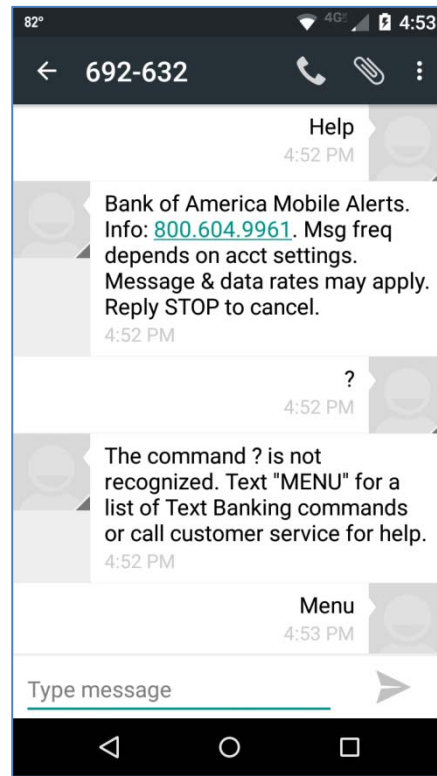 82° 4G 4:53
692-632
Help
4:52 PM
Bank of America Mobile Alerts.
Info: 800.604.9961. Msg freq
depends on acct settings.
Message & data rates may apply.
Reply STOP to cancel.
4:52 PM
?
4:52 PM
The command ? is not
recognized. Text "MENU" for a
list of Text Banking commands
or call customer service for help.
4:52 PM
Menu
4:53 PM
Type message